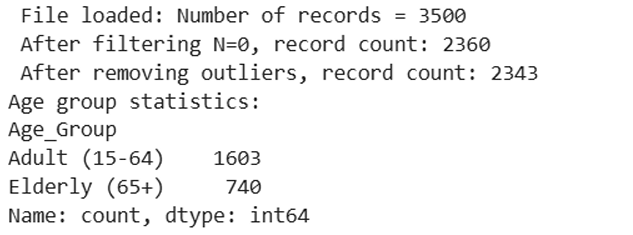 File loaded: Number of records = 3500
After filtering N=0, record count: 2360
After removing outliers, record count: 2343
Age group statistics:
Age_Group
Adult (15-64)    1603
Elderly (65+)     740
Name: count, dtype: int64